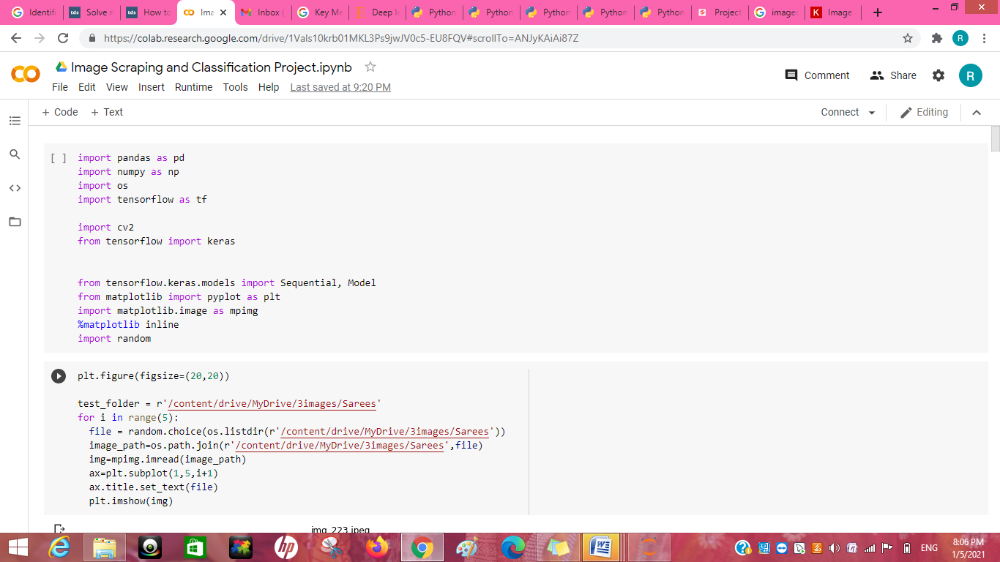 Identifi
Solve r
How to
Ima
Inbox (
Key Me
Deep le
Python
Python
Python
Python
Python
Project
image
Image
https://colab.research.google.com/drive/1Vals10krb01MKL3Ps9jwJV0c5-EU8FQV#scrollTo=ANJyKAiAi87Z
R
Image Scraping and Classification Project.ipynb
File Edit View Insert Runtime Tools Help Last saved at 9:20 PM
Comment Share R
+ Code + Text
Connect Editing
[ ] import pandas as pd
import numpy as np
import os
import tensorflow as tf
import cv2
from tensorflow import keras
from tensorflow.keras.models import Sequential, Model
from matplotlib import pyplot as plt
import matplotlib.image as mpimg
%matplotlib inline
import random
plt.figure(figsize=(20,20))
test_folder = r'/content/drive/MyDrive/3images/Sarees'
for i in range(5):
file = random.choice(os.listdir(r'/content/drive/MyDrive/3images/Sarees'))
image_path=os.path.join(r'/content/drive/MyDrive/3images/Sarees',file)
img=mpimg.imread(image_path)
ax=plt.subplot(1,5,i+1)
ax.title.set_text(file)
plt.imshow(img)
img_223.jpeg
ENG
8:06 PM
1/5/2021